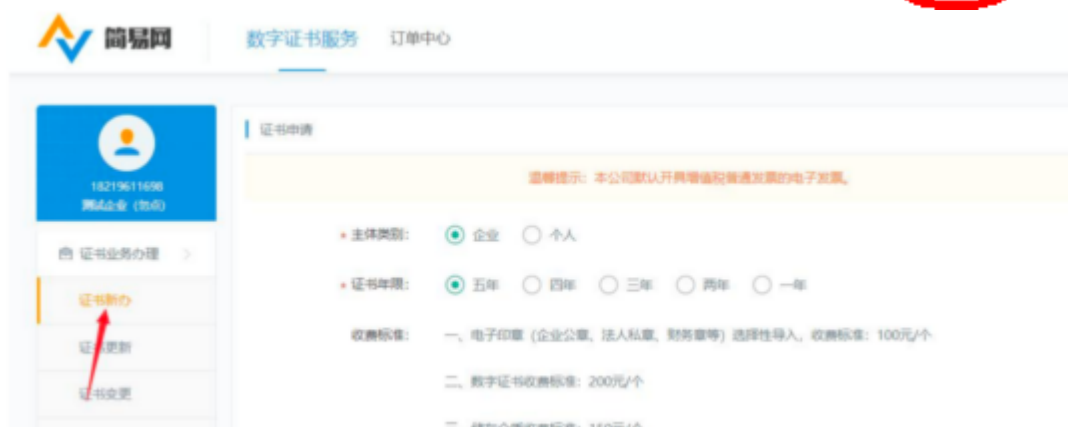 简易网
数字证书服务 订单中心
18219611698
测试企业（勿点）
证书申请
温馨提示：本公司默认开具增值税普通发票的电子发票。
* 主体类别： 企业 个人
证书业务办理 >
* 证书年限： 五年 四年 三年 两年 一年
证书新办
收费标准： 一、电子印章（企业公章、法人私章、财务章等）选择性导入，收费标准：100元/个
证书更新
二、数字证书收费标准：200元/个
证书变更